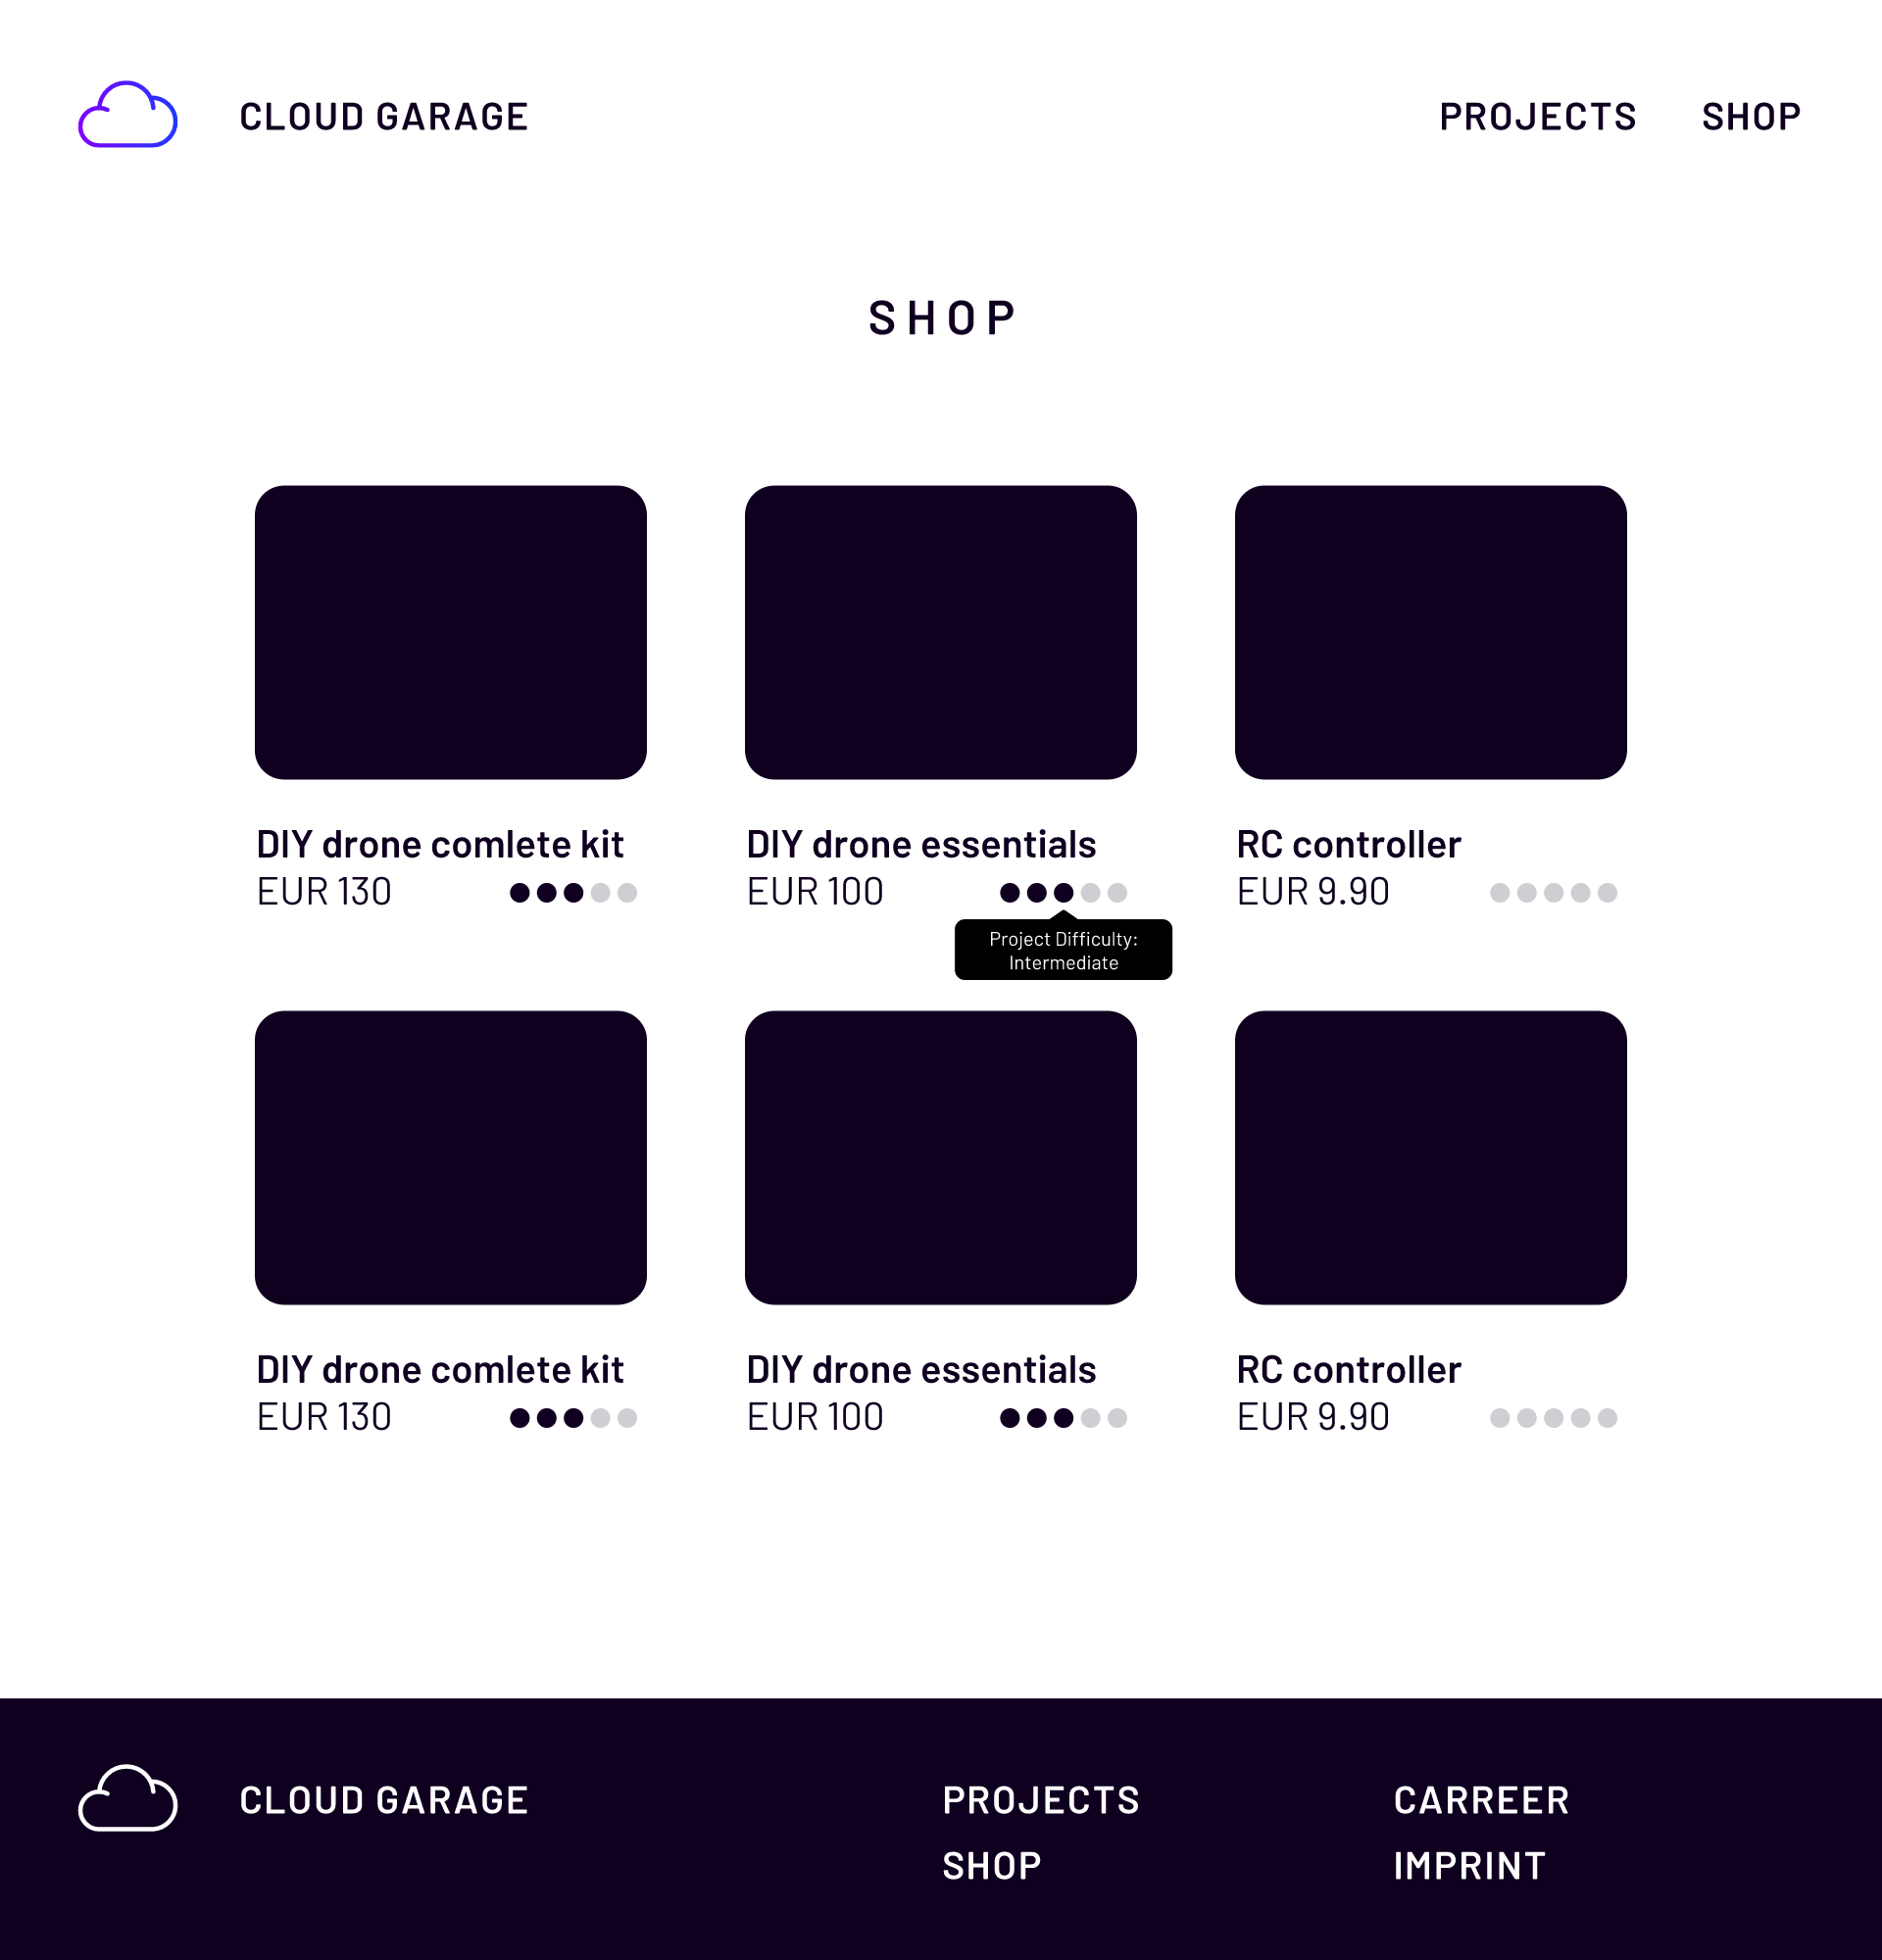 CLOUD GARAGE
PROJECTS
SHOP
SHOP
DIY drone comlete kit
EUR 130
DIY drone essentials
EUR 100
Project Difficulty:
Intermediate
RC controller
EUR 9.90
DIY drone comlete kit
EUR 130
DIY drone essentials
EUR 100
RC controller
EUR 9.90
CLOUD GARAGE
PROJECTS
SHOP
CARREER
IMPRINT